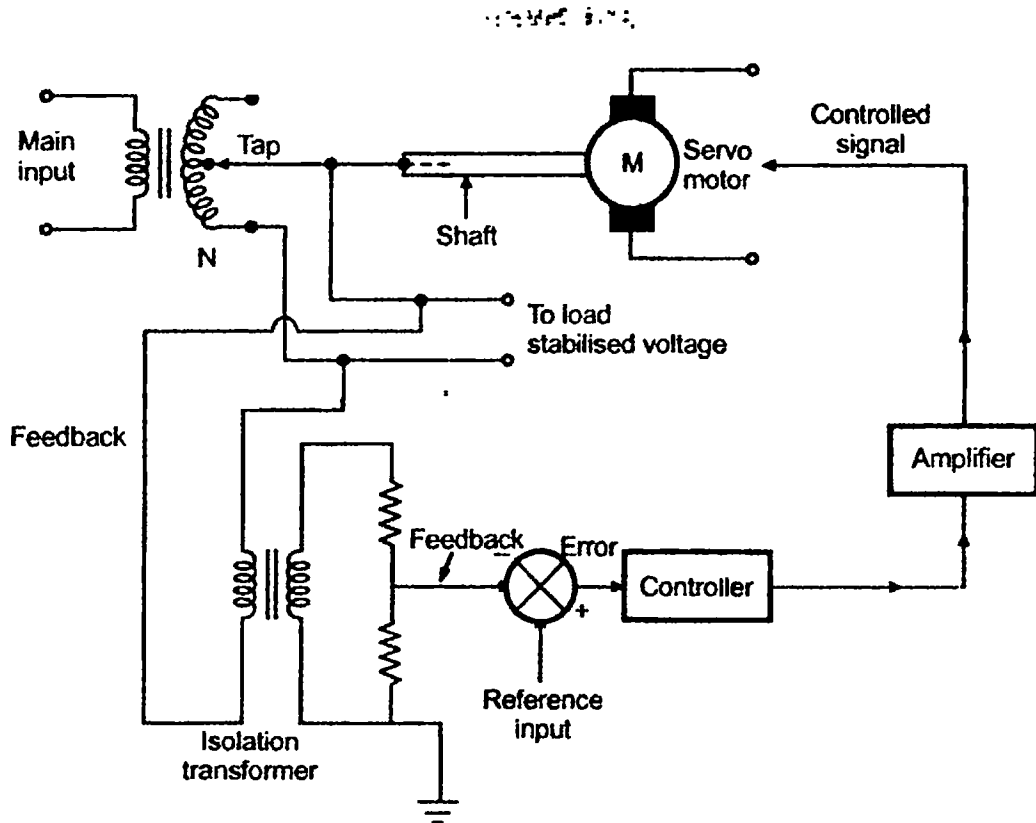 Main
input
Tap
N
Shaft
M
Servo
motor
Controlled
signal
To load
stabilised voltage
Feedback
Amplifier
Feedback
−
Error
+
Controller
Reference
input
Isolation
transformer